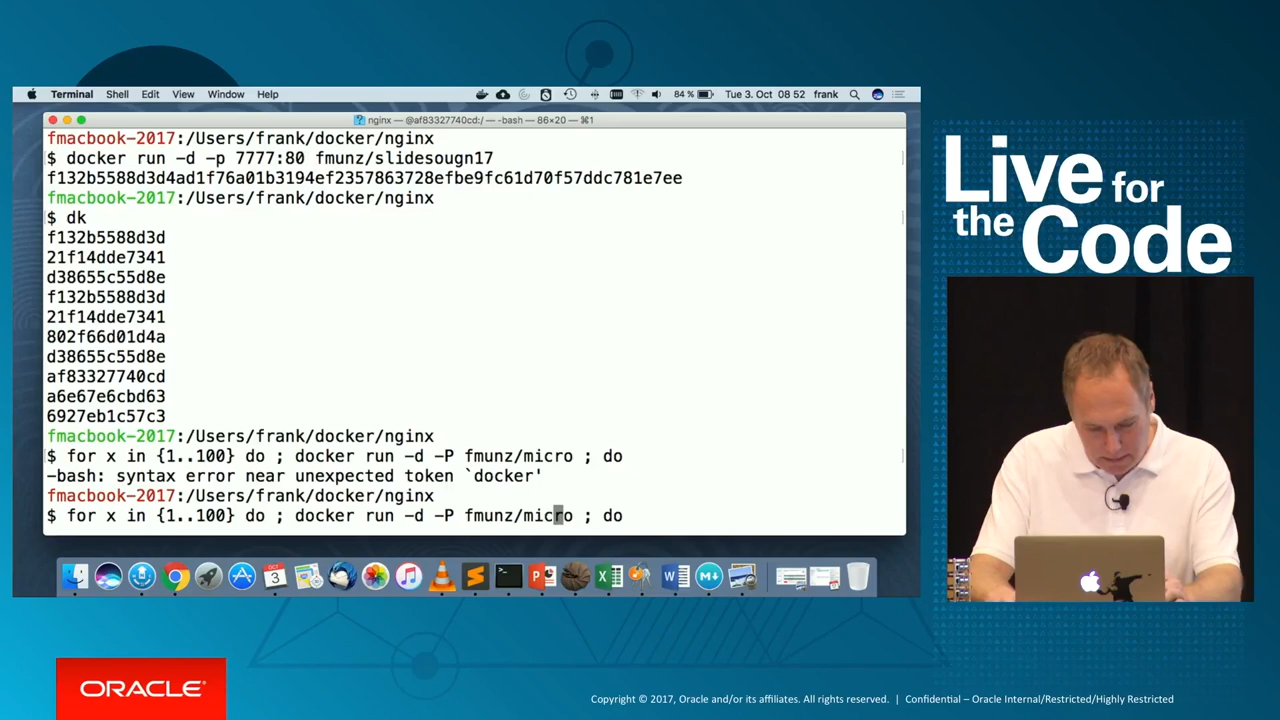 Terminal Shell Edit View Window Help 84 % Tue 3. Oct 08 52 frank
nginx — @af83327740cd:/ — -bash — 86×20 — ⌘1
fmacbook-2017:/Users/frank/docker/nginx
$ docker run -d -p 7777:80 fmunz/slidesougn17
f132b5588d3d4ad1f76a01b3194ef2357863728efbe9fc61d70f57ddc781e7ee
fmacbook-2017:/Users/frank/docker/nginx
$ dk
f132b5588d3d
21f14dde7341
d38655c55d8e
f132b5588d3d
21f14dde7341
802f66d01d4a
d38655c55d8e
af83327740cd
a6e67e6cbd63
6927eb1c57c3
fmacbook-2017:/Users/frank/docker/nginx
$ for x in {1..100} do ; docker run -d -P fmunz/micro ; do
-bash: syntax error near unexpected token `docker'
fmacbook-2017:/Users/frank/docker/nginx
$ for x in {1..100} do ; docker run -d -P fmunz/micro ; do
Live for
the Code
OCT
3
ORACLE
Copyright © 2017, Oracle and/or its affiliates. All rights reserved. | Confidential – Oracle Internal/Restricted/Highly Restricted